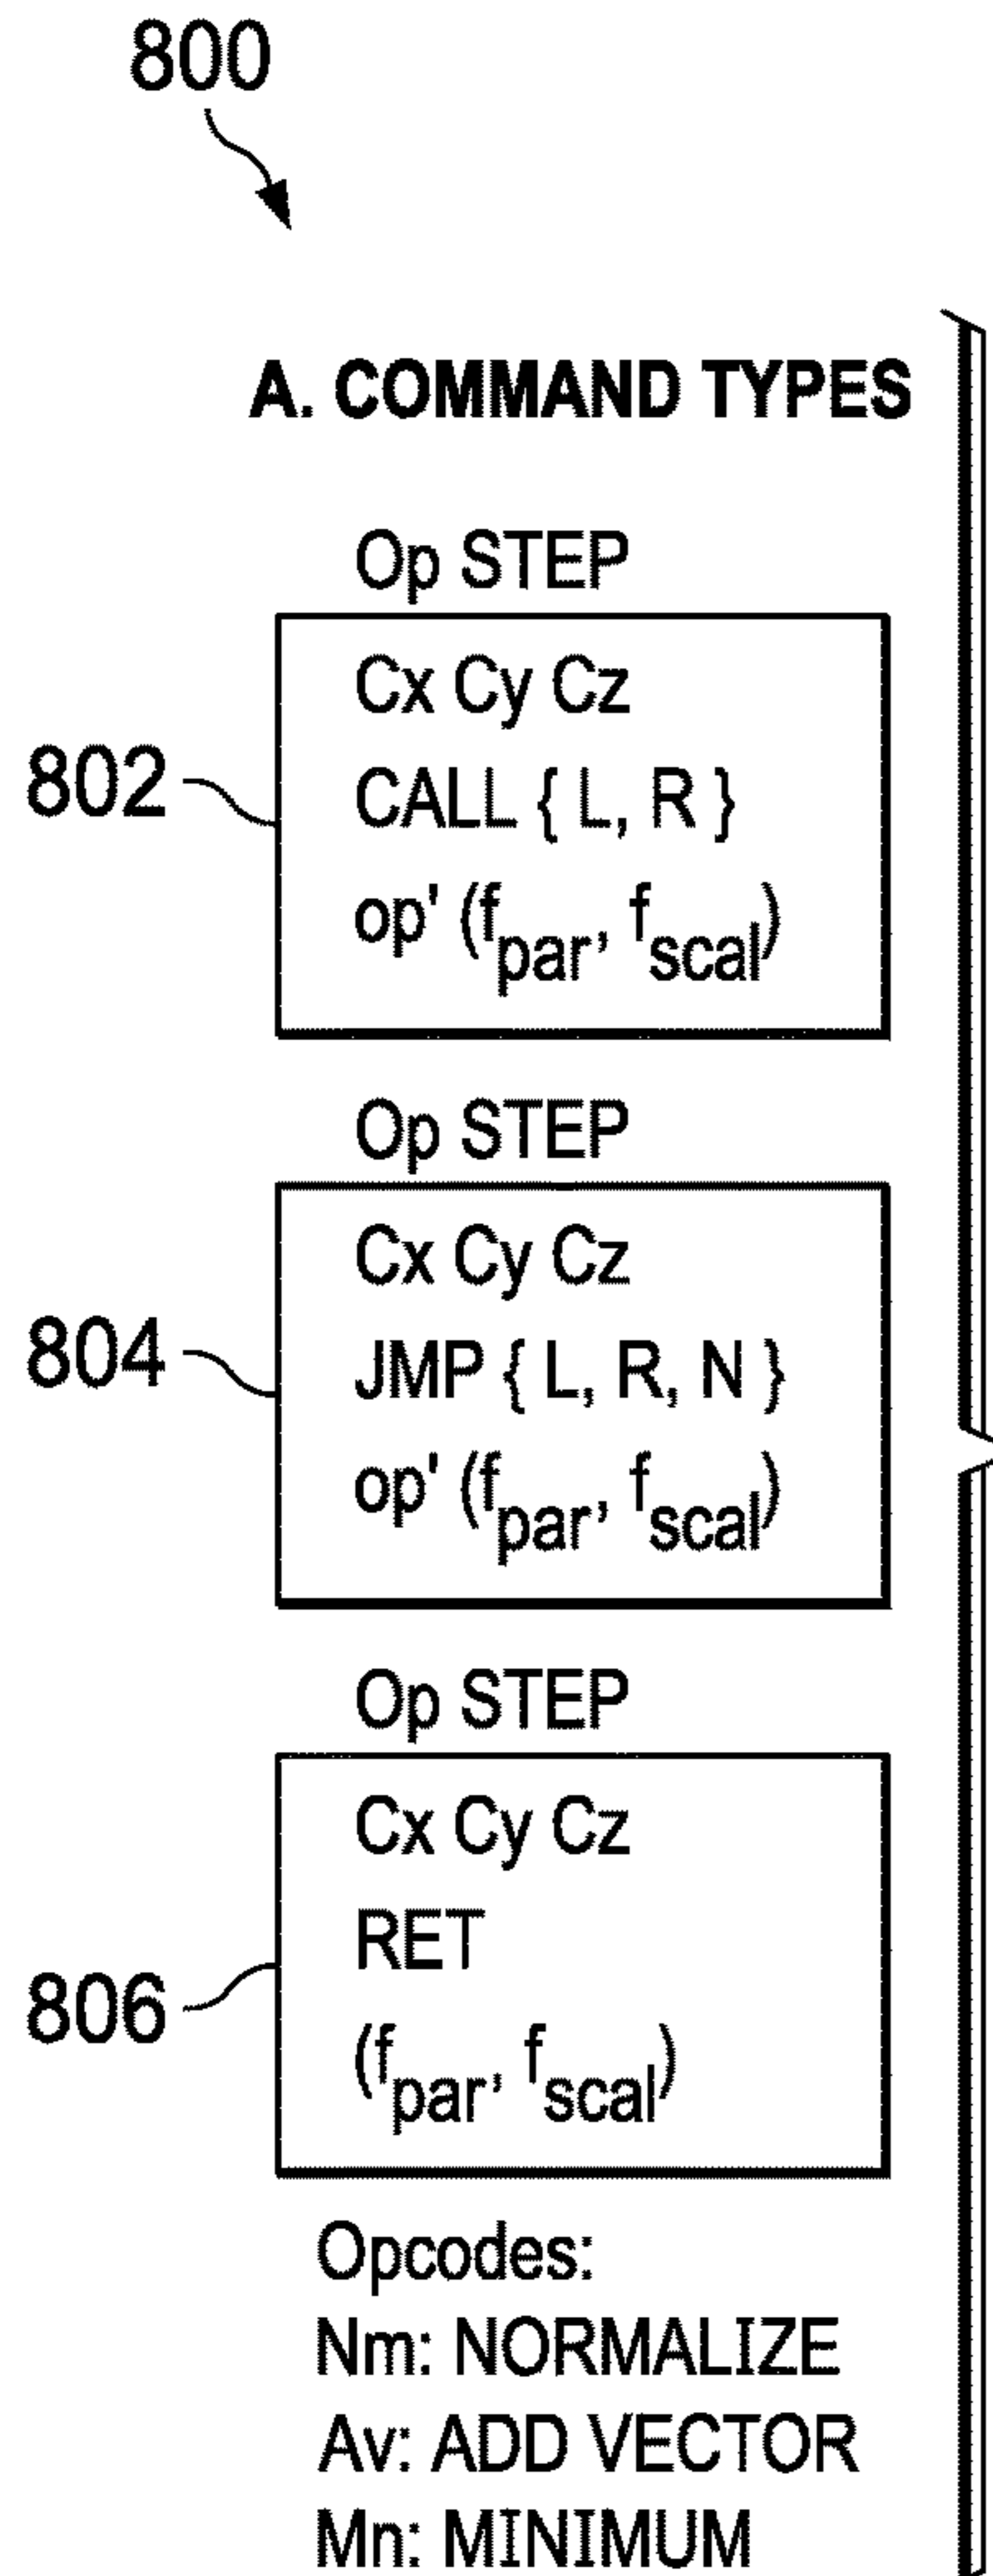 800
A. COMMAND TYPES
Op STEP
Cx Cy Cz
802
CALL { L, R }
op' (fpar, fscal)
Op STEP
Cx Cy Cz
804
JMP { L, R, N }
op' (fpar, fscal)
Op STEP
Cx Cy Cz
RET
806
(fpar, fscal)
Opcodes:
Nm: NORMALIZE
Av: ADD VECTOR
Mn: MINIMUM